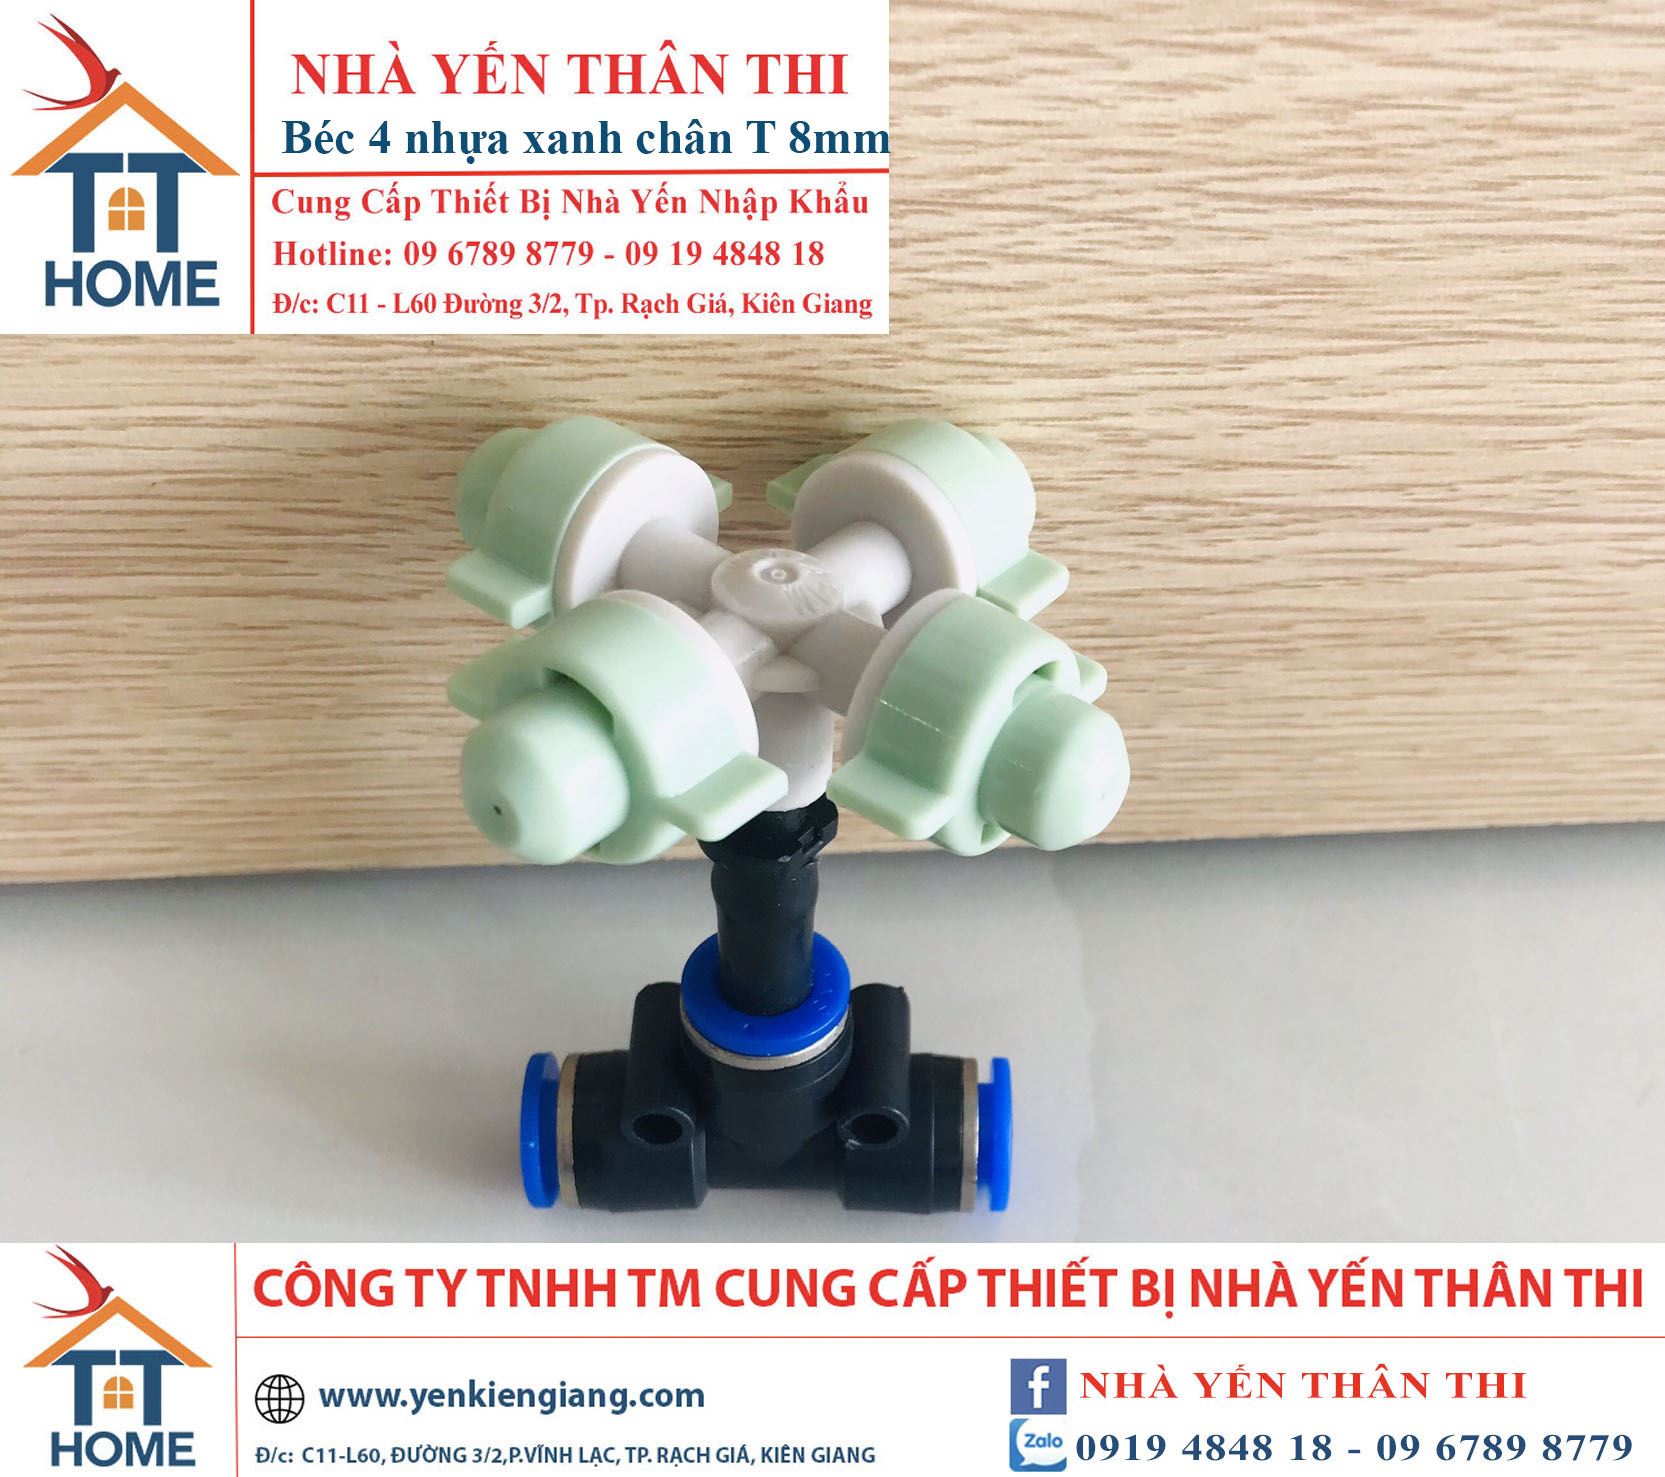 NHÀ YẾN THÂN THI
Béc 4 nhựa xanh chân T 8mm
Cung Cấp Thiết Bị Nhà Yến Nhập Khẩu
Hotline: 09 6789 8779 - 09 19 4848 18
Đ/c: C11 - L60 Đường 3/2, Tp. Rạch Giá, Kiên Giang
TT
HOME
CÔNG TY TNHH TM CUNG CẤP THIẾT BỊ NHÀ YẾN THÂN THI
TT
HOME
www.yenkiengiang.com
Đ/c: C11-L60, ĐƯỜNG 3/2,P.VĨNH LẠC, TP. RẠCH GIÁ, KIÊN GIANG
f NHÀ YẾN THÂN THI
Zalo 0919 4848 18 - 09 6789 8779